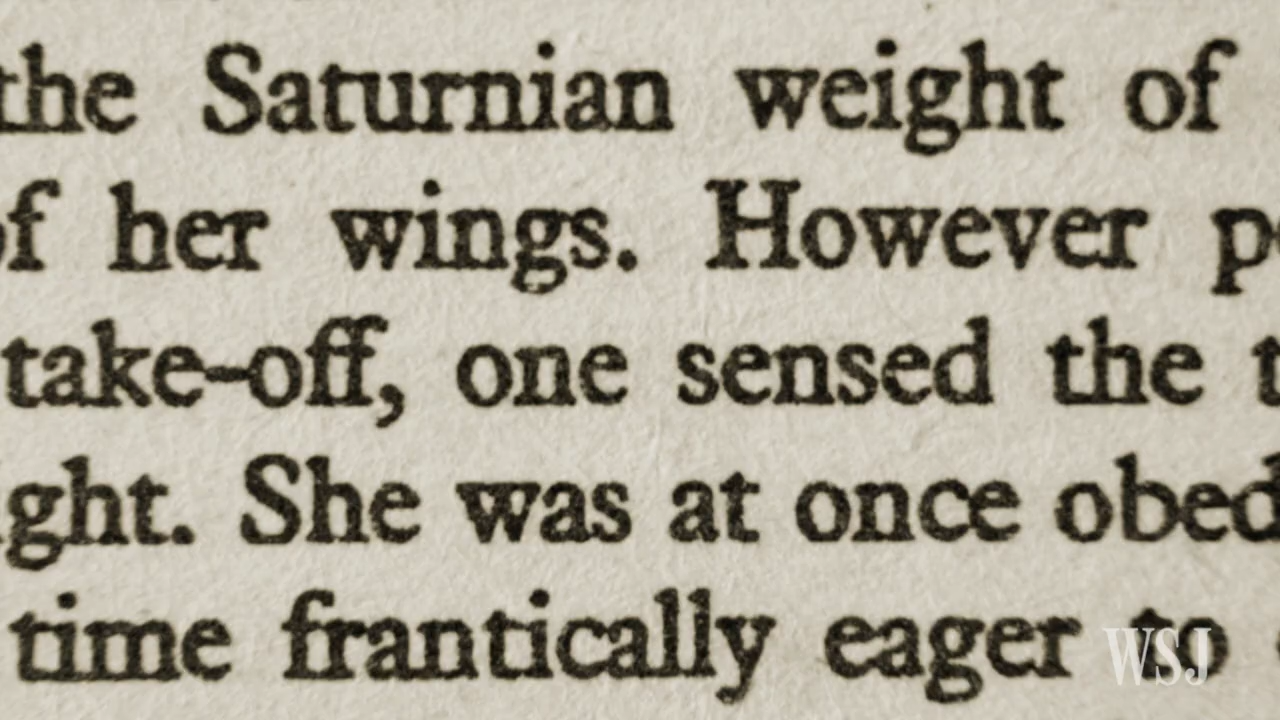 the Saturnian weight of
of her wings. However
take-off, one sensed the
She was at once
time frantically eager to
WSJ